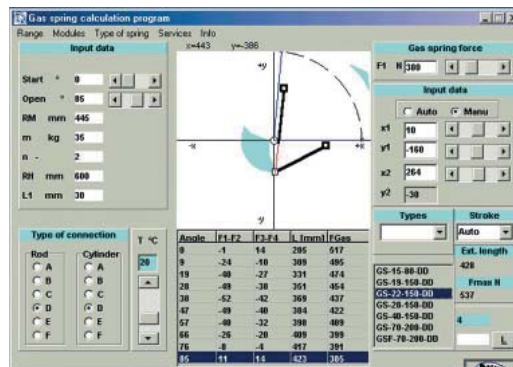 Gas spring calculation program
Range Modules Type of spring Services Info
Input data
Start ° 0
Open ° 85
RM mm 445
m kg 35
n - 2
RH mm 600
L1 mm 30
x=443 y=-386
+y
-x
+x
-y
Gas spring force
F1 N 380
Input data
Auto Manu
x1 10
y1 -160
x2 264
y2 -30
Types Stroke
Auto
Ext. length
428
Fmax N
537
4
L
GS-15-80-DD
GS-19-150-DD
GS-22-150-DD
GS-28-150-DD
GS-40-150-DD
GS-70-200-DD
GSF-70-200-DD
Type of connection
Rod Cylinder
A A
B B
C C
D D
E E
F F
T °C
20
Angle F1-F2 F3-F4 L [mm] FGas
0 -1 14 285 517
9 -24 -10 309 495
19 -40 -27 331 474
28 -49 -38 351 454
38 -52 -42 369 437
47 -49 -40 384 422
57 -40 -32 398 409
66 -26 -20 409 399
76 -8 -4 417 391
85 11 14 423 385